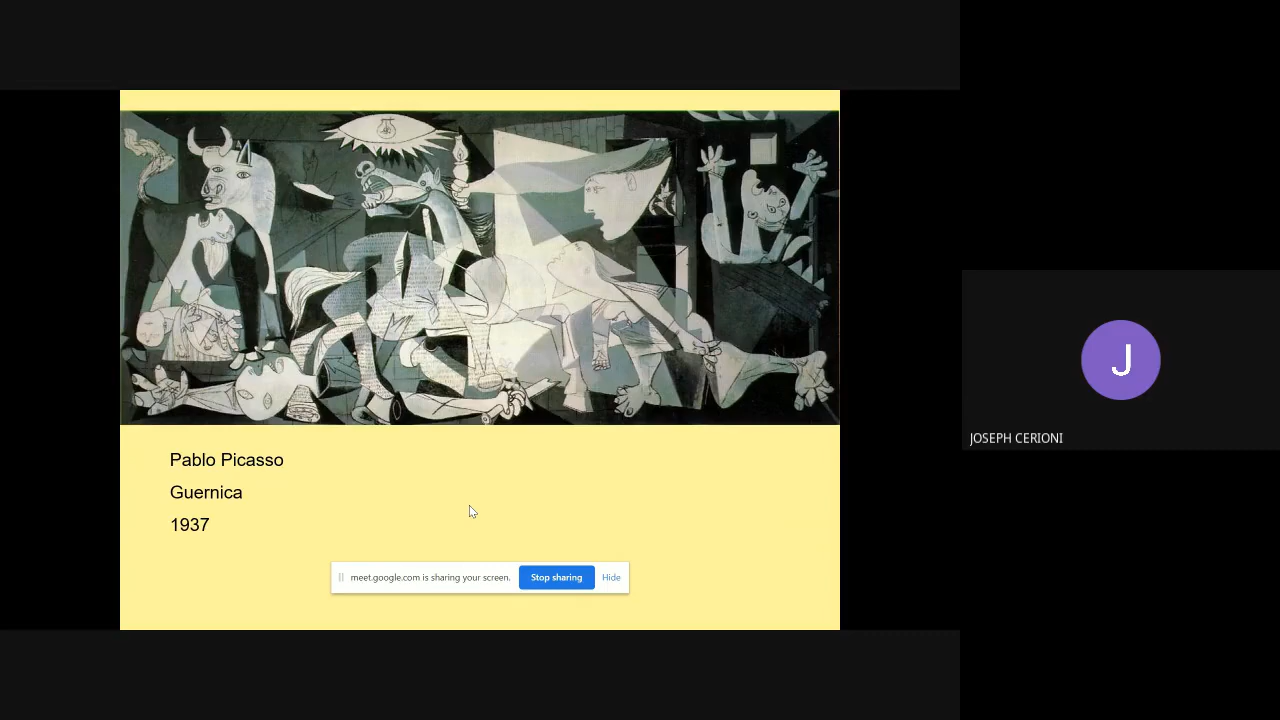 Pablo Picasso
Guernica
1937
meet.google.com is sharing your screen. Stop sharing Hide
J
JOSEPH CERIONI